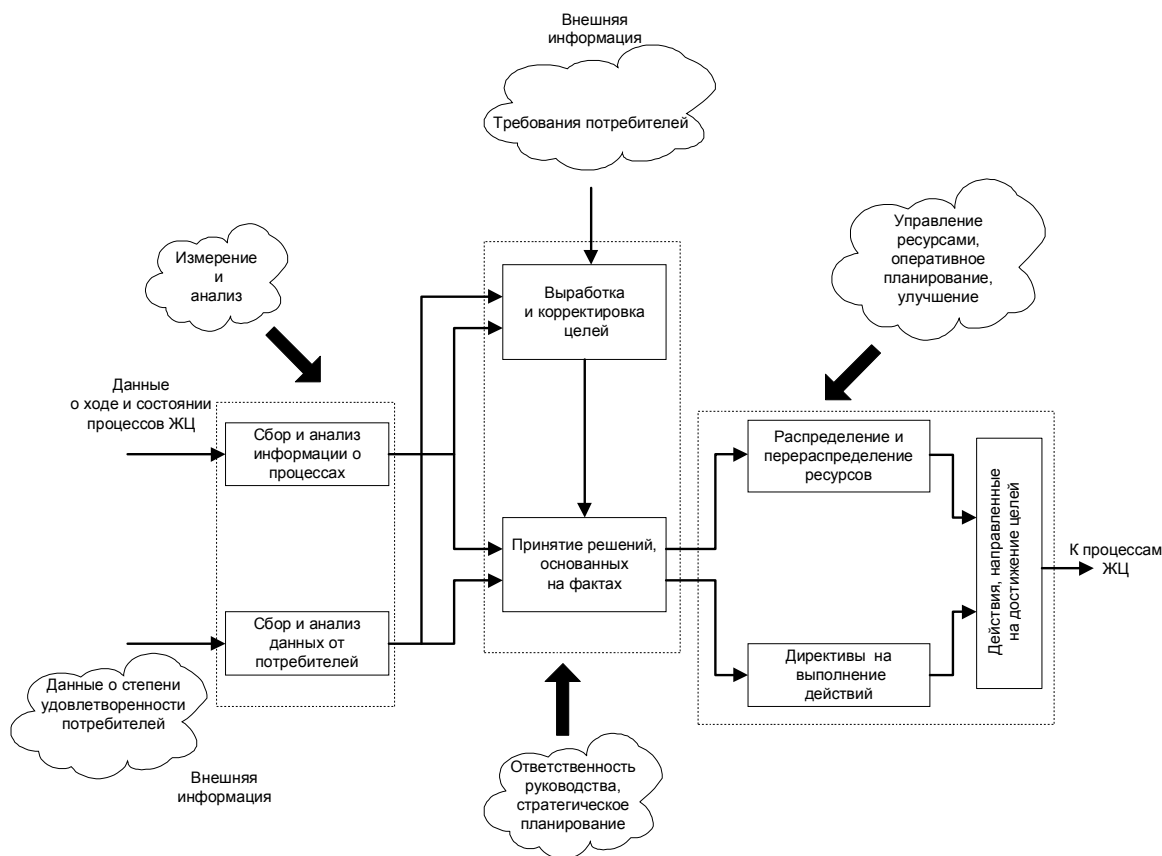 Внешняя
информация
Требования потребителей
Измерение
и
анализ
Управление
ресурсами,
оперативное
планирование,
улучшение
Выработка
и корректировка
целей
Данные
о ходе и состоянии
процессов ЖЦ
Сбор и анализ
информации о
процессах
Распределение и
перераспределение
ресурсов
Принятие решений,
основанных
на фактах
Действия, направленные
на достижение целей
К процессам
ЖЦ
Сбор и анализ
данных от
потребителей
Директивы на
выполнение
действий
Данные о степени
удовлетворенности
потребителей
Внешняя
информация
Ответственность
руководства,
стратегическое
планирование